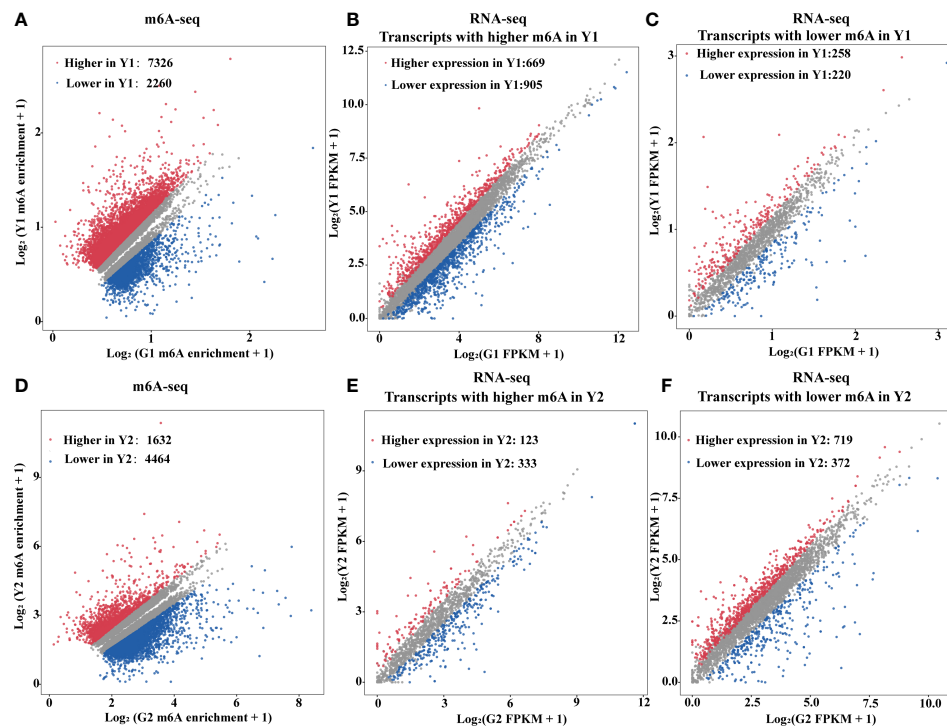 A
m6A-seq
Higher in Y1: 7326
Lower in Y1: 2260
Log₂ (Y1 m6A enrichment + 1)
2
1
0
0
1
2
Log₂ (G1 m6A enrichment + 1)
B
RNA-seq
Transcripts with higher m6A in Y1
Higher expression in Y1:669
Lower expression in Y1:905
Log₂(Y1 FPKM + 1)
12.5
10.0
7.5
5.0
2.5
0.0
0
4
8
12
Log₂(G1 FPKM + 1)
C
RNA-seq
Transcripts with lower m6A in Y1
Higher expression in Y1:258
Lower expression in Y1:220
Log₂(Y1 FPKM + 1)
3
2
1
0
0
1
2
3
Log₂(G1 FPKM + 1)
D
m6A-seq
Higher in Y2: 1632
Lower in Y2: 4464
Log₂ (Y2 m6A enrichment + 1)
9
6
3
0
0
2
4
6
8
Log₂ (G2 m6A enrichment + 1)
E
RNA-seq
Transcripts with higher m6A in Y2
Higher expression in Y2: 123
Lower expression in Y2: 333
Log₂(Y2 FPKM + 1)
9
6
3
0
0
3
6
9
12
Log₂(G2 FPKM + 1)
F
RNA-seq
Transcripts with lower m6A in Y2
Higher expression in Y2: 719
Lower expression in Y2: 372
Log₂(Y2 FPKM + 1)
10.0
7.5
5.0
2.5
0.0
0.0
2.5
5.0
7.5
10.0
Log₂(G2 FPKM + 1)